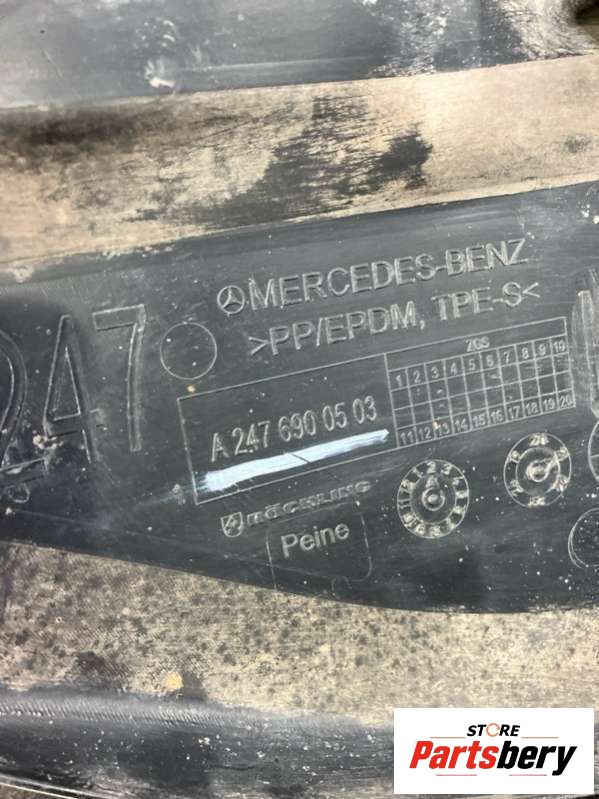 MERCEDES-BENZ
>PP/EPDM, TPE-S<
247
ZGS
1 2 3 4 5 6 7 8 9 10
A 247 690 05 03
11 12 13 14 15 16 17 18 19 20
RÖCHLING
Peine
STORE
Partsbery